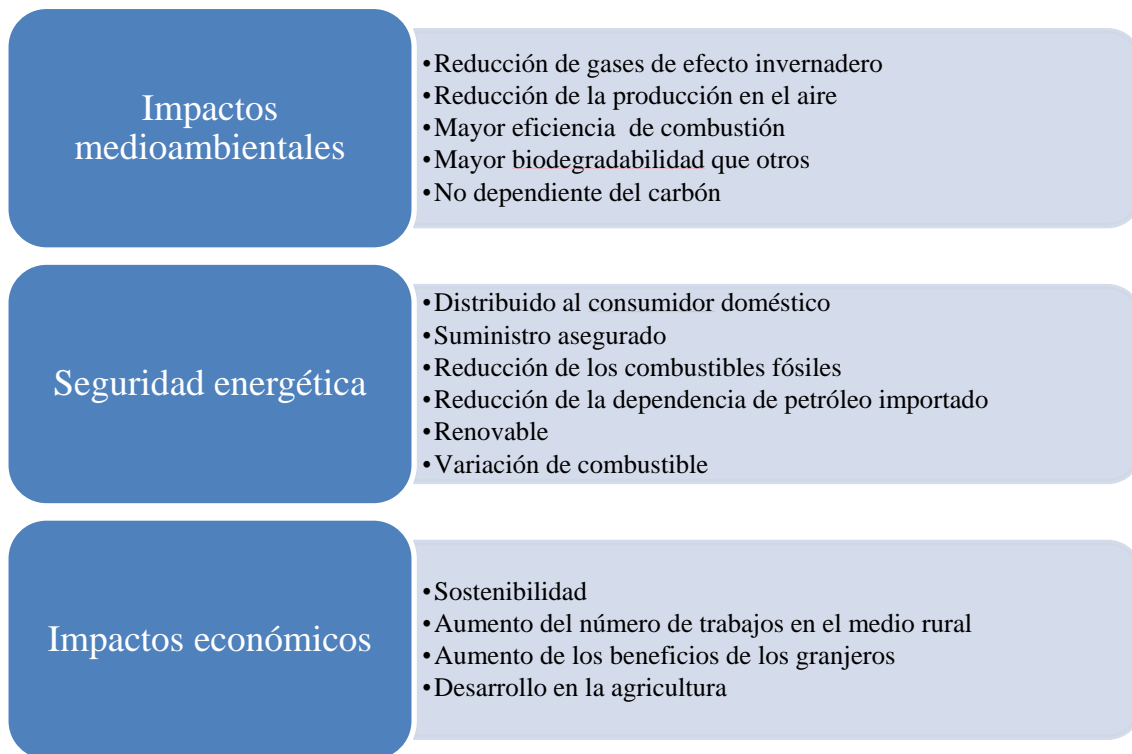 Impactos
medioambientales
•Reducción de gases de efecto invernadero
•Reducción de la producción en el aire
•Mayor eficiencia de combustión
•Mayor biodegradabilidad que otros
•No dependiente del carbón
Seguridad energética
•Distribuido al consumidor doméstico
•Suministro asegurado
•Reducción de los combustibles fósiles
•Reducción de la dependencia de petróleo importado
•Renovable
•Variación de combustible
Impactos económicos
•Sostenibilidad
•Aumento del número de trabajos en el medio rural
•Aumento de los beneficios de los granjeros
•Desarrollo en la agricultura